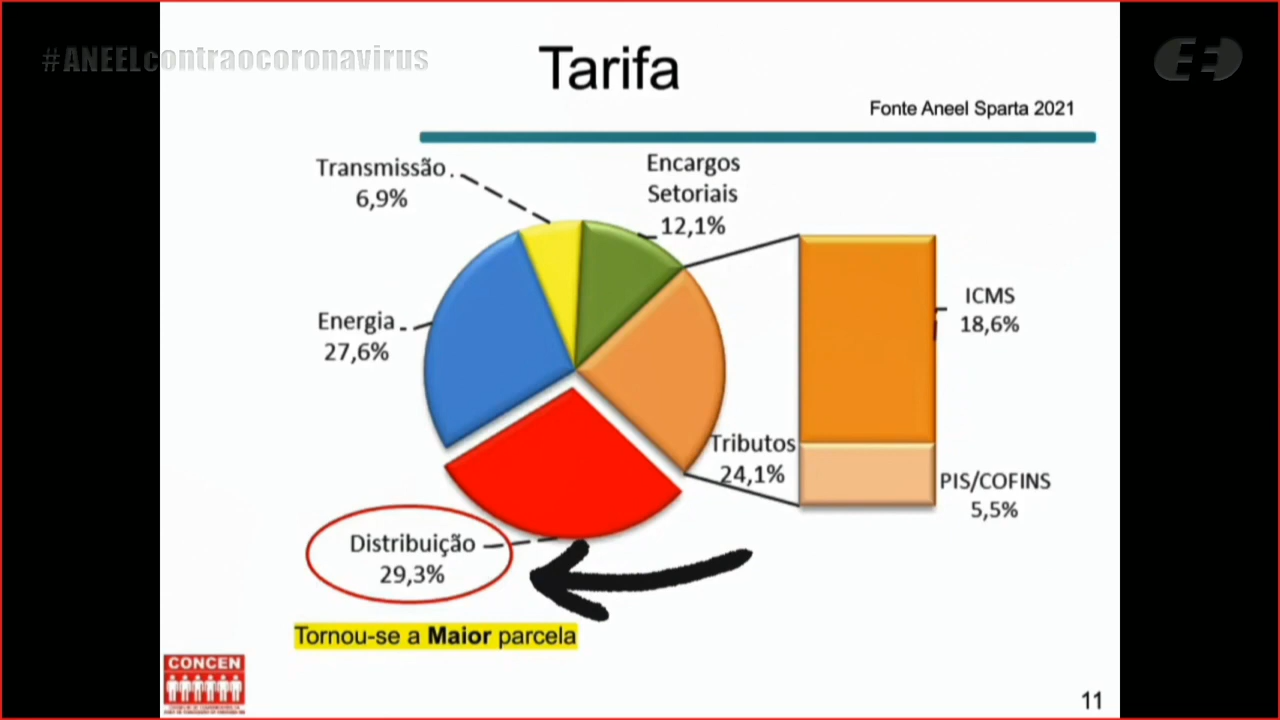 #ANEELcontraocoronavirus
Tarifa
Fonte Aneel Sparta 2021
Transmissão
6,9%
Encargos
Setoriais
12,1%
Energia
27,6%
ICMS
18,6%
Tributos
24,1%
PIS/COFINS
5,5%
Distribuição
29,3%
Tornou-se a Maior parcela
CONCEN
11